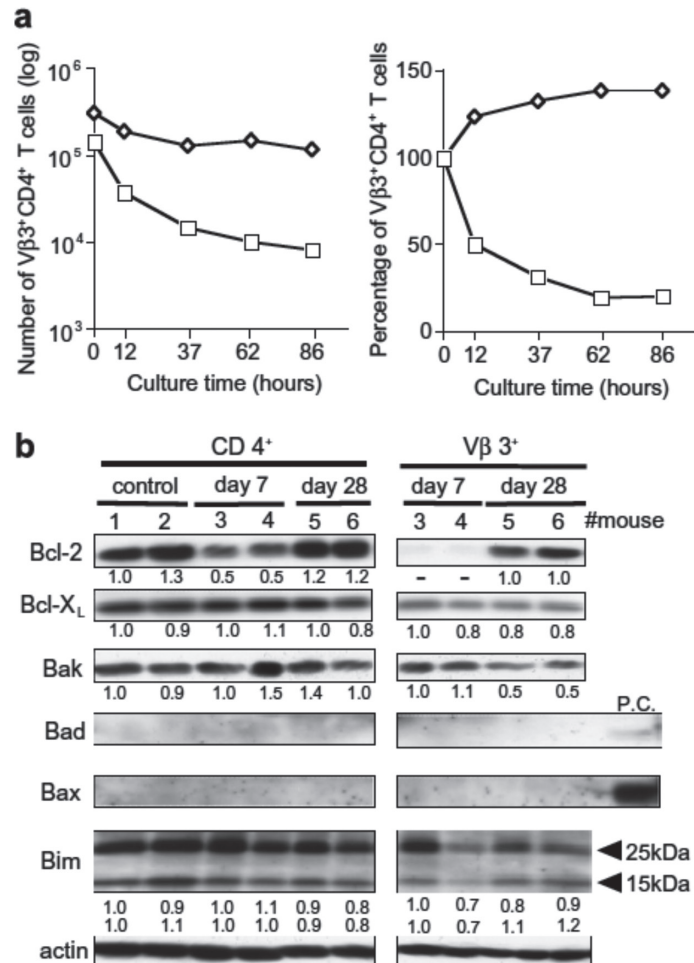 a
Number of Vβ3⁺CD4⁺ T cells (log)
10⁶
10⁵
10⁴
10³
0 12 37 62 86
Culture time (hours)
Percentage of Vβ3⁺CD4⁺ T cells
150
100
50
0
0 12 37 62 86
Culture time (hours)
b
CD 4⁺ Vβ 3⁺
control day 7 day 28 day 7 day 28
1 2 3 4 5 6 3 4 5 6 #mouse
Bcl-2
1.0 1.3 0.5 0.5 1.2 1.2 - - 1.0 1.0
Bcl-X_L
1.0 0.9 1.0 1.1 1.0 0.8 1.0 0.8 0.8 0.8
Bak
1.0 0.9 1.0 1.5 1.4 1.0 1.0 1.1 0.5 0.5
P.C.
Bad
Bax
Bim 25kDa
15kDa
1.0 0.9 1.0 1.1 0.9 0.8 1.0 0.7 0.8 0.9
1.0 1.1 1.0 1.0 0.9 0.8 1.0 0.7 1.1 1.2
actin